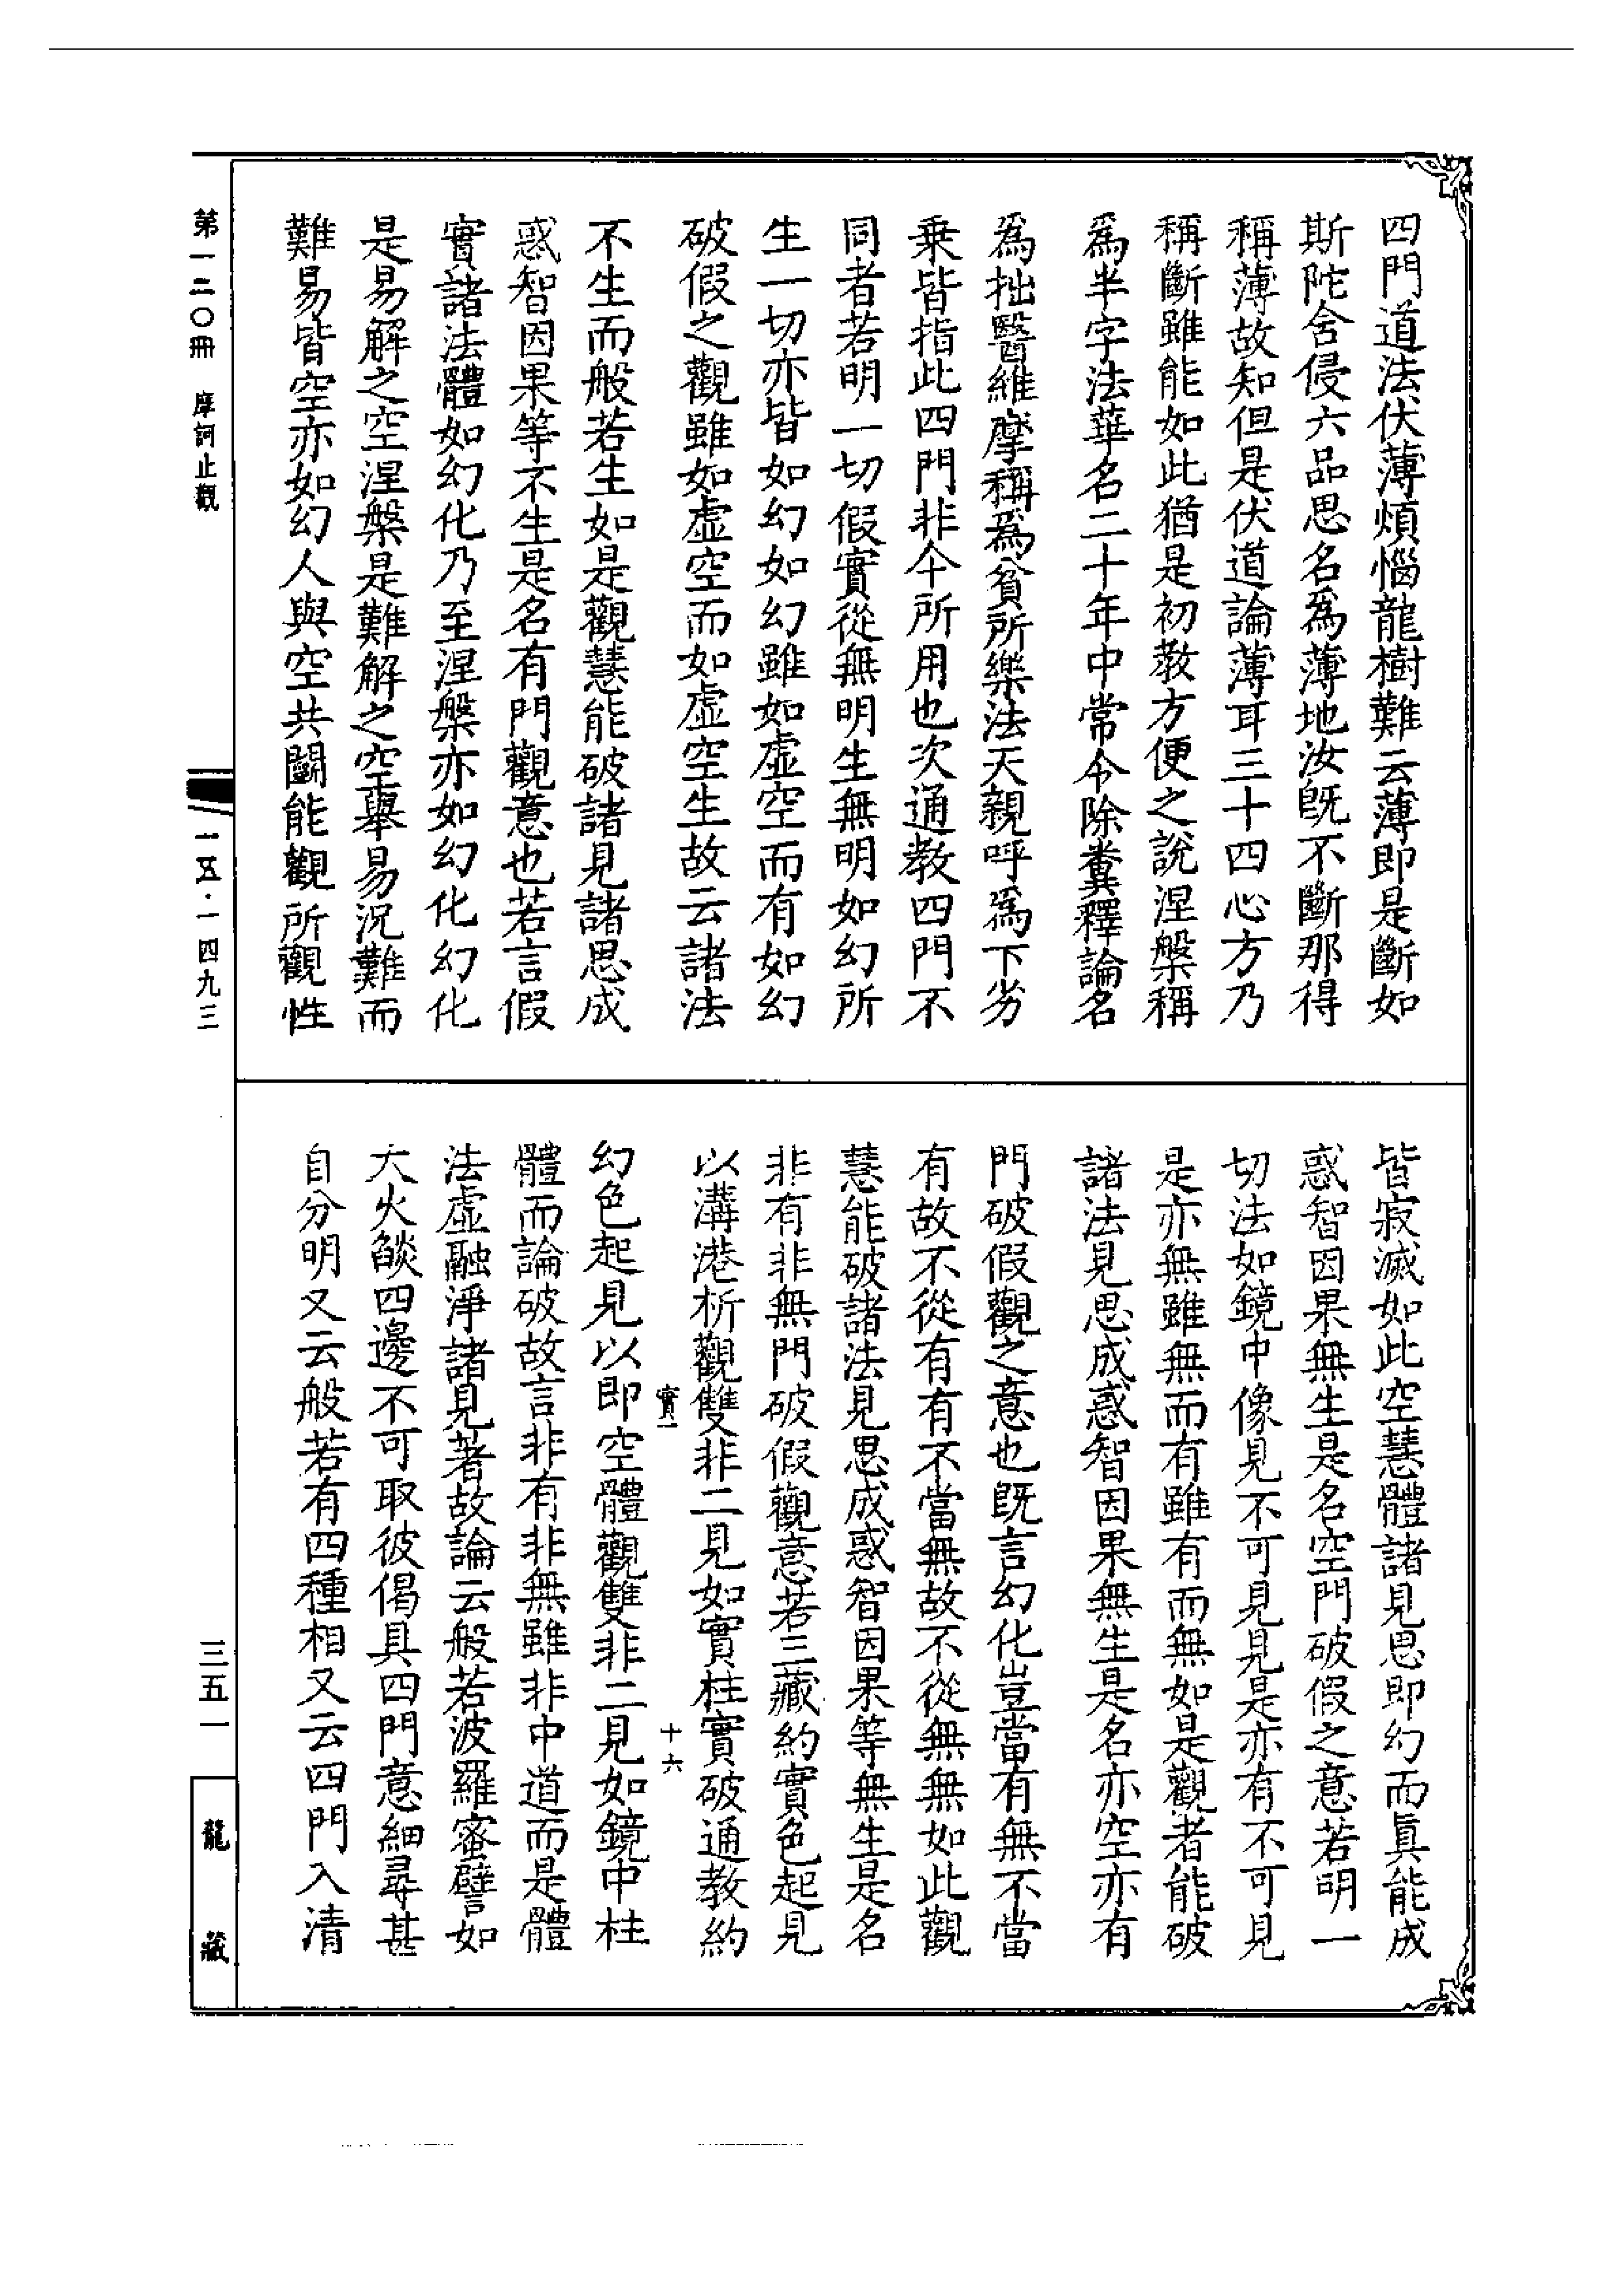 四門道法伏薄煩惱龍樹難云薄即是斷如
斯陀含侵六品思名爲薄地汝旣不斷那得
稱薄故知但是伏道論薄耳三十四心方乃
稱斷雖能如此猶是初教方便之說涅槃稱
爲半字法華名二十年中常令除糞釋論名
爲拙醫維摩稱爲貧所樂法天親呼爲下劣
乗皆指此四門非今所用也次通教四門不
同者若明一切假實從無明生無明如幻所
生一切亦皆如幻如幻雖如虛空而有如幻
破假之觀雖如虛空而如虛空生故云諸法
不生而般若生如是觀慧能破諸見諸思成
惑智因果等不生是名有門觀意也若言假
實諸法體如幻化乃至涅槃亦如幻化幻化
是易解之空涅槃是難解之空舉易況難而
難易皆空亦如幻人與空共鬭能觀所觀性
皆寂滅如此空慧體諸見思即幻而眞能成
惑智因果無生是名空門破假之意若明一
切法如鏡中像見不可見見是亦有不可見
是亦無雖無而有雖有而無如是觀者能破
諸法見思成惑智因果無生是名亦空亦有
門破假觀之意也旣言幻化豈當有無不當
有故不從有有不當無故不從無無如此觀
慧能破諸法見思成惑智因果等無生是名
非有非無門破假觀意若三藏約實色起見
以溝港析觀雙非二見如實柱實破通教約
實一
十六
幻色起見以即空體觀雙非二見如鏡中柱
體而論破故言非有非無雖非中道而是體
法虛融淨諸見著故論云般若波羅蜜譬如
大火燄四邊不可取彼偈具四門意細尋甚
自分明又云般若有四種相又云四門入清
第一二〇冊 摩訶止觀
一五·一四九三
三五一
龍藏